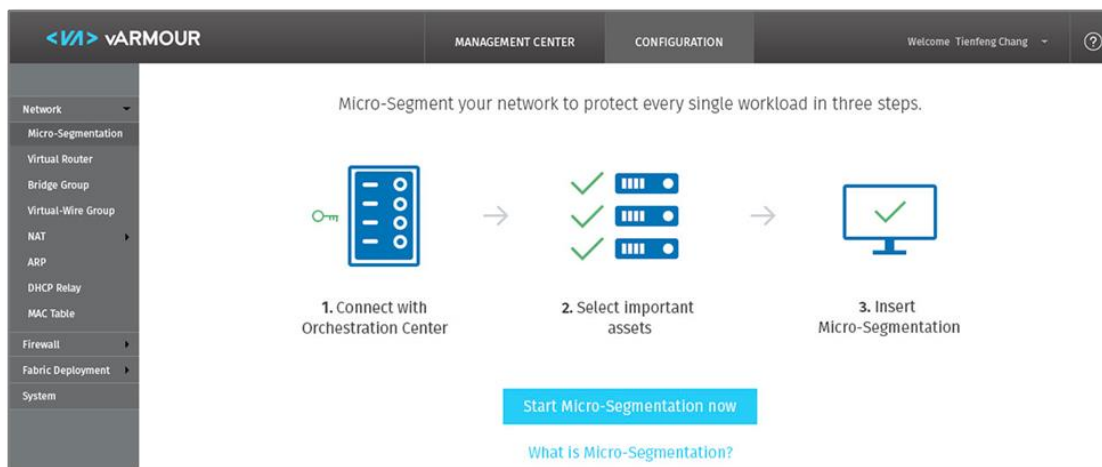 <VA> vARMOUR
MANAGEMENT CENTER
CONFIGURATION
Welcome Tienfeng Chang
?
Network
Micro-Segmentation
Virtual Router
Bridge Group
Virtual-Wire Group
NAT
ARP
DHCP Relay
MAC Table
Firewall
Fabric Deployment
System
Micro-Segment your network to protect every single workload in three steps.
1. Connect with
Orchestration Center
2. Select important
assets
3. Insert
Micro-Segmentation
Start Micro-Segmentation now
What is Micro-Segmentation?